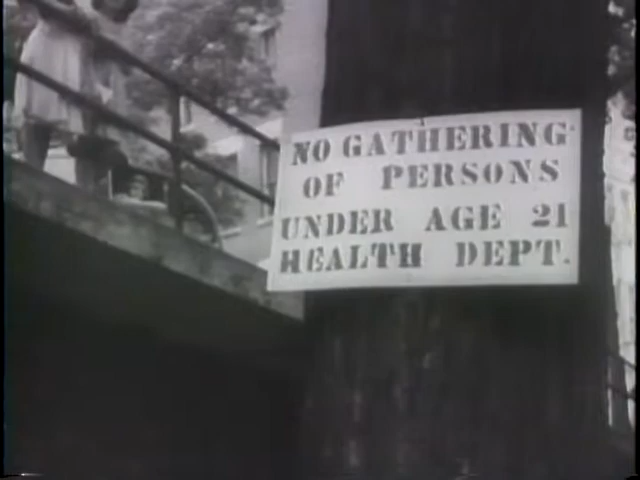 NO GATHERING
OF PERSONS
UNDER AGE 21
HEALTH DEPT.